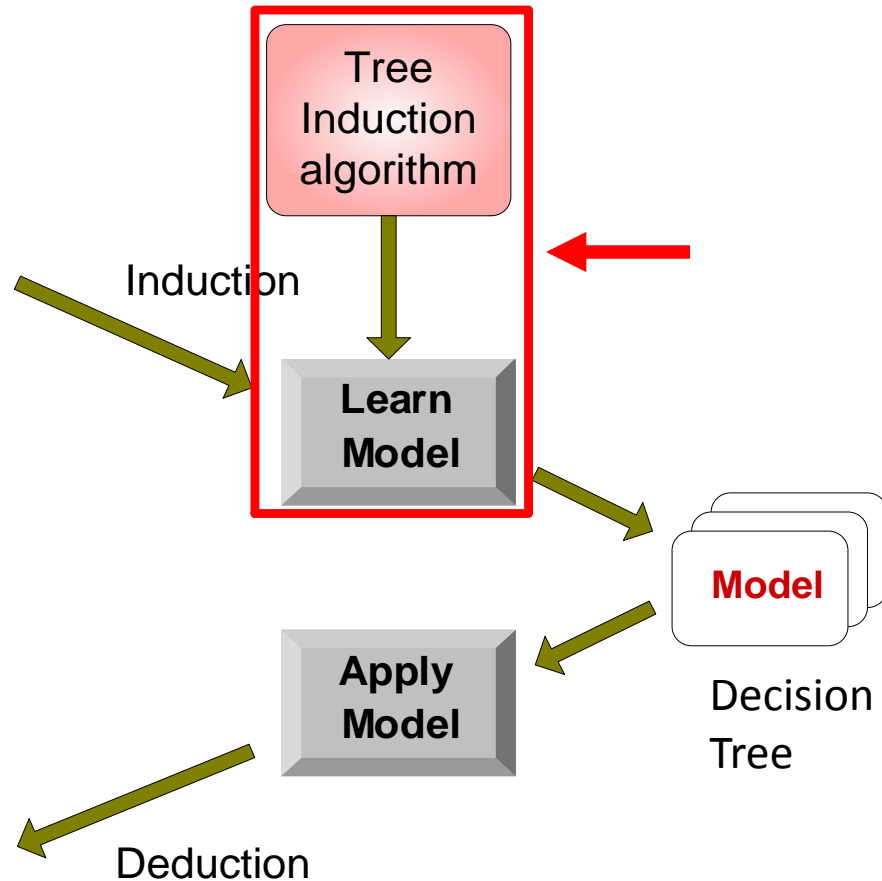 Tree
Induction
algorithm
Induction
Learn
Model
Model
Apply
Model
Decision
Tree
Deduction